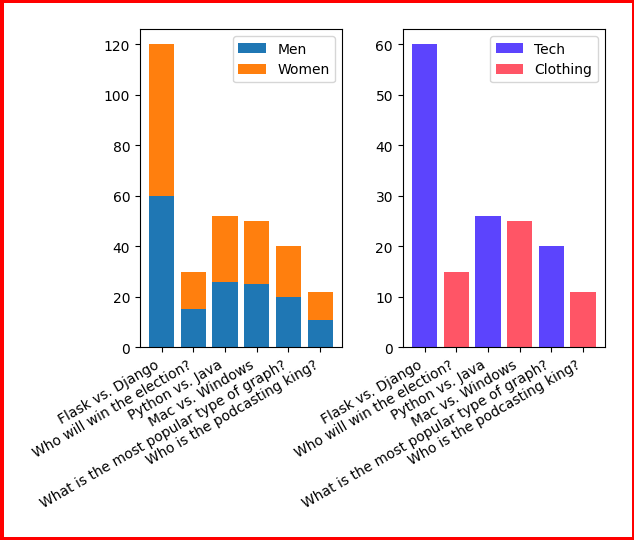 120
100
80
60
40
20
0
Men
Women
Flask vs. Django
Who will win the election?
Python vs. Java
Mac vs. Windows
What is the most popular type of graph?
Who is the podcasting king?
60
50
40
30
20
10
0
Tech
Clothing
Flask vs. Django
Who will win the election?
Python vs. Java
Mac vs. Windows
What is the most popular type of graph?
Who is the podcasting king?